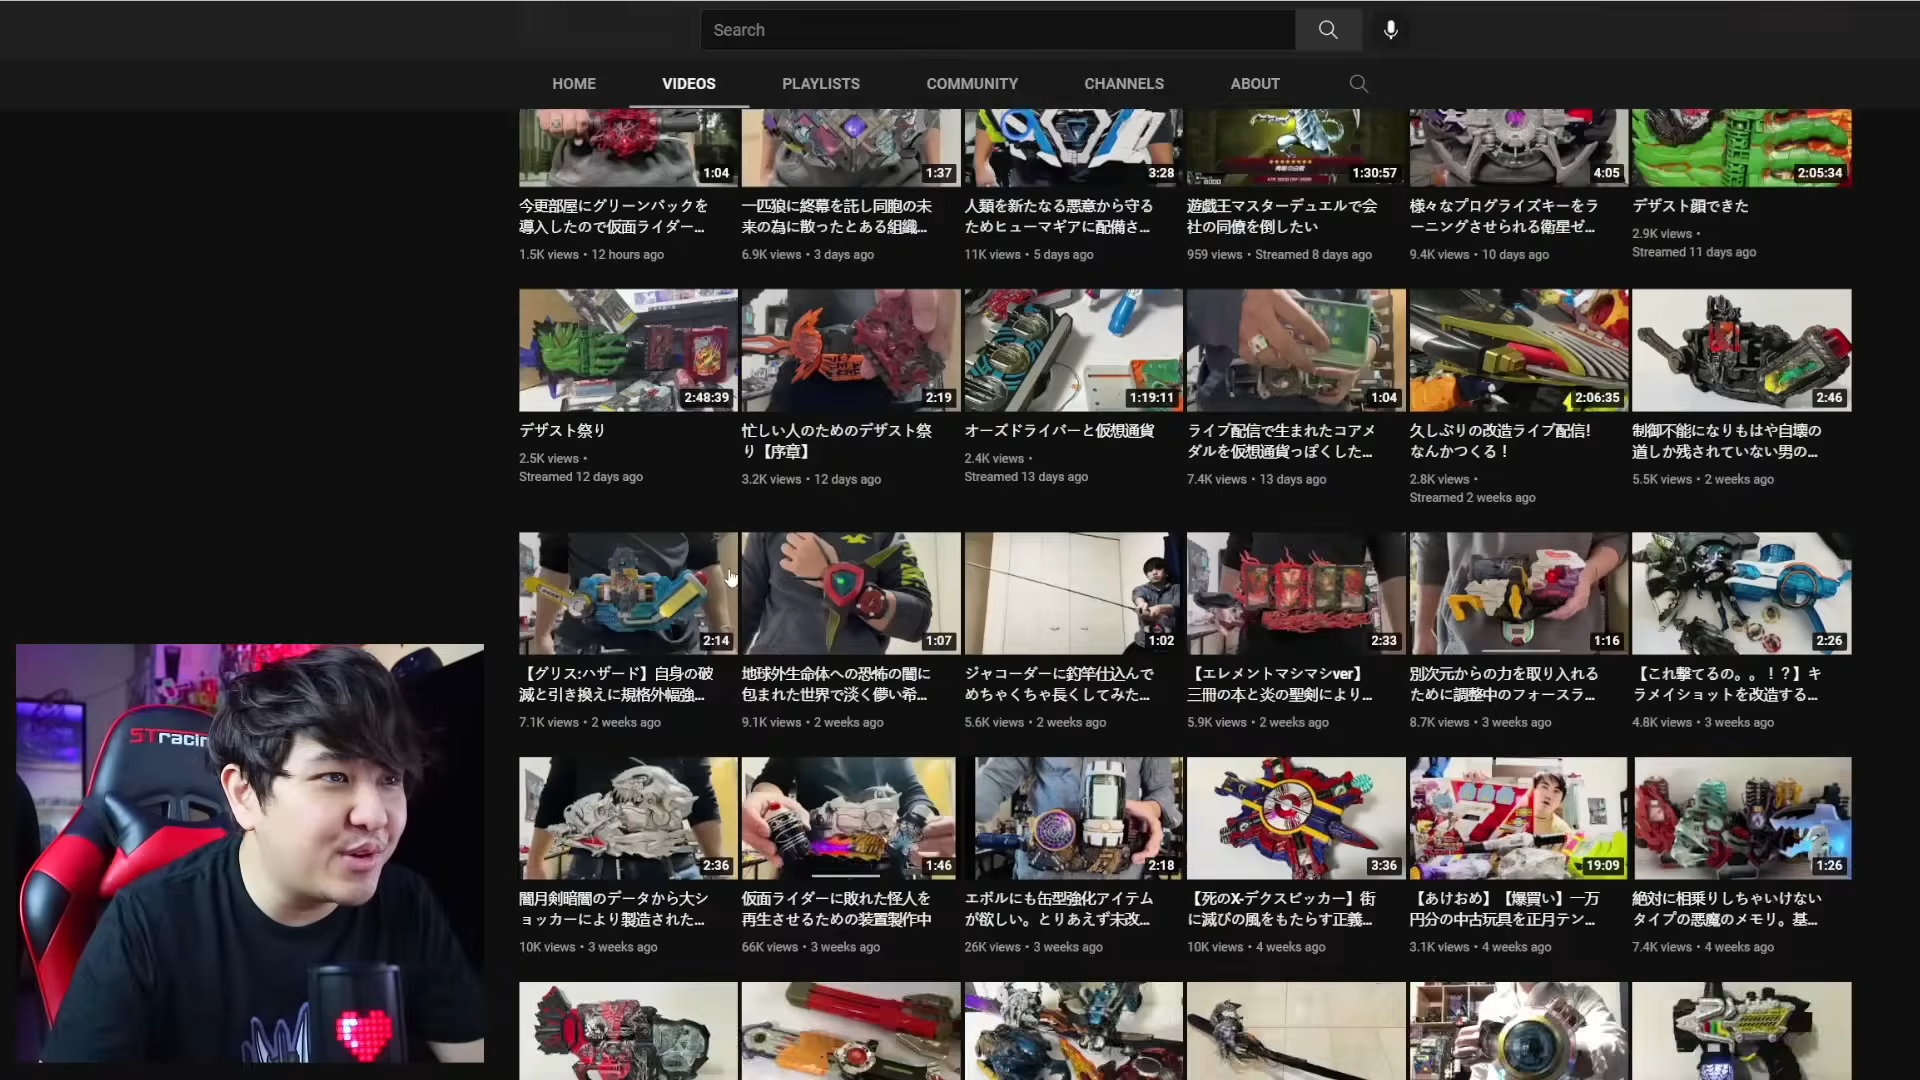 Search
HOME
VIDEOS
PLAYLISTS
COMMUNITY
CHANNELS
ABOUT
1:04
1:37
3:28
1:30:57
4:05
2:05:34
今更部屋にグリーンバックを
導入したので仮面ライダー...
1.5K views • 12 hours ago
一匹狼に終幕を託し同胞の未
来の為に散ったとある組織...
6.9K views • 3 days ago
人類を新たなる悪意から守る
ためヒューマギアに配備さ...
11K views • 5 days ago
遊戯王マスターデュエルで会
社の同僚を倒したい
959 views • Streamed 8 days ago
様々なプログライズキーをラ
ーニングさせられる衛星ゼ...
9.4K views • 10 days ago
デザスト顔できた
2.9K views •
Streamed 11 days ago
2:48:39
2:19
1:19:11
1:04
2:06:35
2:46
デザスト祭り
2.5K views •
Streamed 12 days ago
忙しい人のためのデザスト祭
り【序章】
3.2K views • 12 days ago
オーズドライバーと仮想通貨
2.4K views •
Streamed 13 days ago
ライブ配信で生まれたコアメ
ダルを仮想通貨っぽくした...
7.4K views • 13 days ago
久しぶりの改造ライブ配信!
なんかつくる！
2.8K views •
Streamed 2 weeks ago
制御不能になりもはや自壊の
道しか残されていない男の...
5.5K views • 2 weeks ago
2:14
1:07
1:02
2:33
1:16
2:26
【グリス:ハザード】自身の破
滅と引き換えに規格外幅強...
7.1K views • 2 weeks ago
地球外生命体への恐怖の闇に
包まれた世界で淡く儚い希...
9.1K views • 2 weeks ago
ジャコーダーに釣竿仕込んで
めちゃくちゃ長くしてみた...
5.6K views • 2 weeks ago
【エレメントマシマシver】
三冊の本と炎の聖剣により...
5.9K views • 2 weeks ago
別次元からの力を取り入れる
ために調整中のフォースラ...
8.7K views • 3 weeks ago
【これ撃てるの。。！？】キ
ラメイショットを改造する...
4.8K views • 3 weeks ago
2:36
1:46
2:18
3:36
19:09
1:26
闇月剣暗闇のデータから大シ
ョッカーにより製造された...
10K views • 3 weeks ago
仮面ライダーに敗れた怪人を
再生させるための装置製作中
66K views • 3 weeks ago
エボルにも缶型強化アイテム
が欲しい。とりあえず未改...
26K views • 3 weeks ago
【死のX-デクスピッカー】街
に滅びの風をもたらす正義...
10K views • 4 weeks ago
【あけおめ】【爆買い】一万
円分の中古玩具を正月テン...
3.1K views • 4 weeks ago
絶対に相乗りしちゃいけない
タイプの悪魔のメモリ。基...
7.4K views • 4 weeks ago
STracin